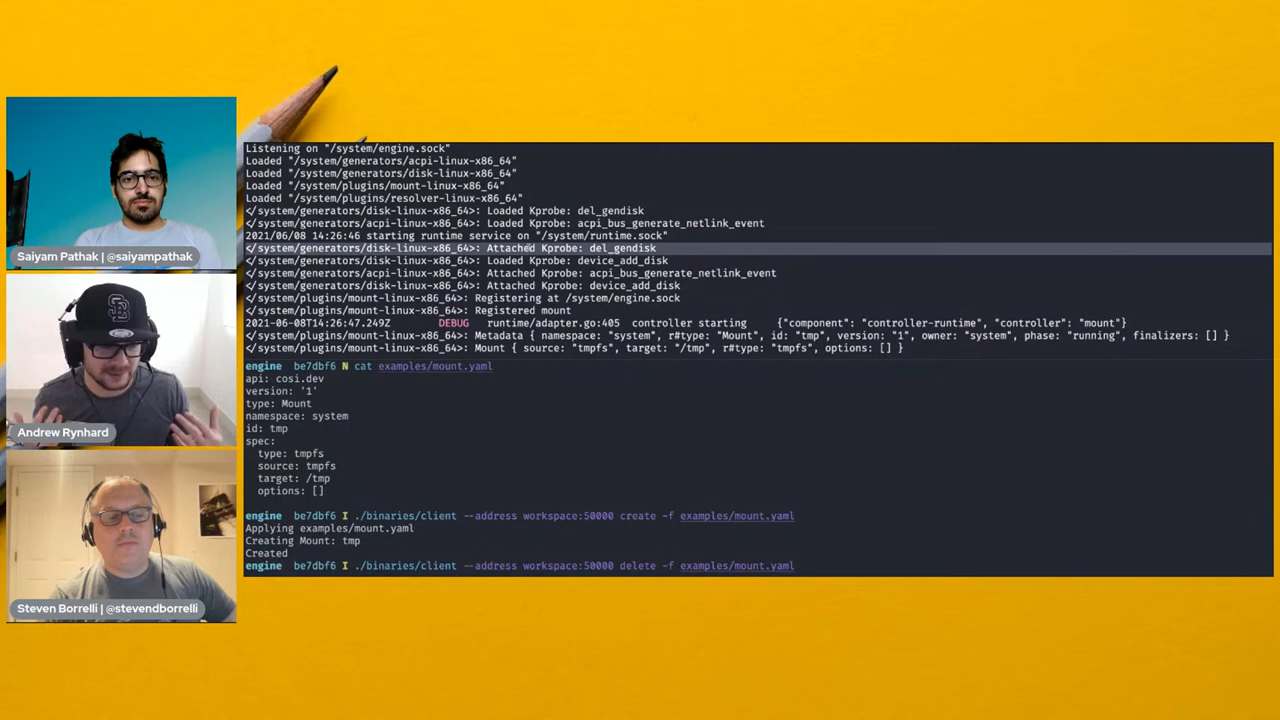 Saiyam Pathak | @saiyampathak
Andrew Rynhard
Steven Borrelli | @stevendborrelli
Listening on "/system/engine.sock"
Loaded "/system/generators/acpi-linux-x86_64"
Loaded "/system/generators/disk-linux-x86_64"
Loaded "/system/plugins/mount-linux-x86_64"
Loaded "/system/plugins/resolver-linux-x86_64"
</system/generators/disk-linux-x86_64>: Loaded Kprobe: del_gendisk
</system/generators/acpi-linux-x86_64>: Loaded Kprobe: acpi_bus_generate_netlink_event
2021/06/08 14:26:46 starting runtime service on "/system/runtime.sock"
</system/generators/disk-linux-x86_64>: Attached Kprobe: del_gendisk
</system/generators/disk-linux-x86_64>: Loaded Kprobe: device_add_disk
</system/generators/acpi-linux-x86_64>: Attached Kprobe: acpi_bus_generate_netlink_event
</system/generators/disk-linux-x86_64>: Attached Kprobe: device_add_disk
</system/plugins/mount-linux-x86_64>: Registering at /system/engine.sock
</system/plugins/mount-linux-x86_64>: Registered mount
2021-06-08T14:26:47.249Z DEBUG runtime/adapter.go:405 controller starting {"component": "controller-runtime", "controller": "mount"}
</system/plugins/mount-linux-x86_64>: Metadata { namespace: "system", r#type: "Mount", id: "tmp", version: "1", owner: "system", phase: "running", finalizers: [] }
</system/plugins/mount-linux-x86_64>: Mount { source: "tmpfs", target: "/tmp", r#type: "tmpfs", options: [] }
engine be7dbf6 N cat examples/mount.yaml
api: cosi.dev
version: '1'
type: Mount
namespace: system
id: tmp
spec:
type: tmpfs
source: tmpfs
target: /tmp
options: []
engine be7dbf6 I ./binaries/client --address workspace:50000 create -f examples/mount.yaml
Applying examples/mount.yaml
Creating Mount: tmp
Created
engine be7dbf6 I ./binaries/client --address workspace:50000 delete -f examples/mount.yaml